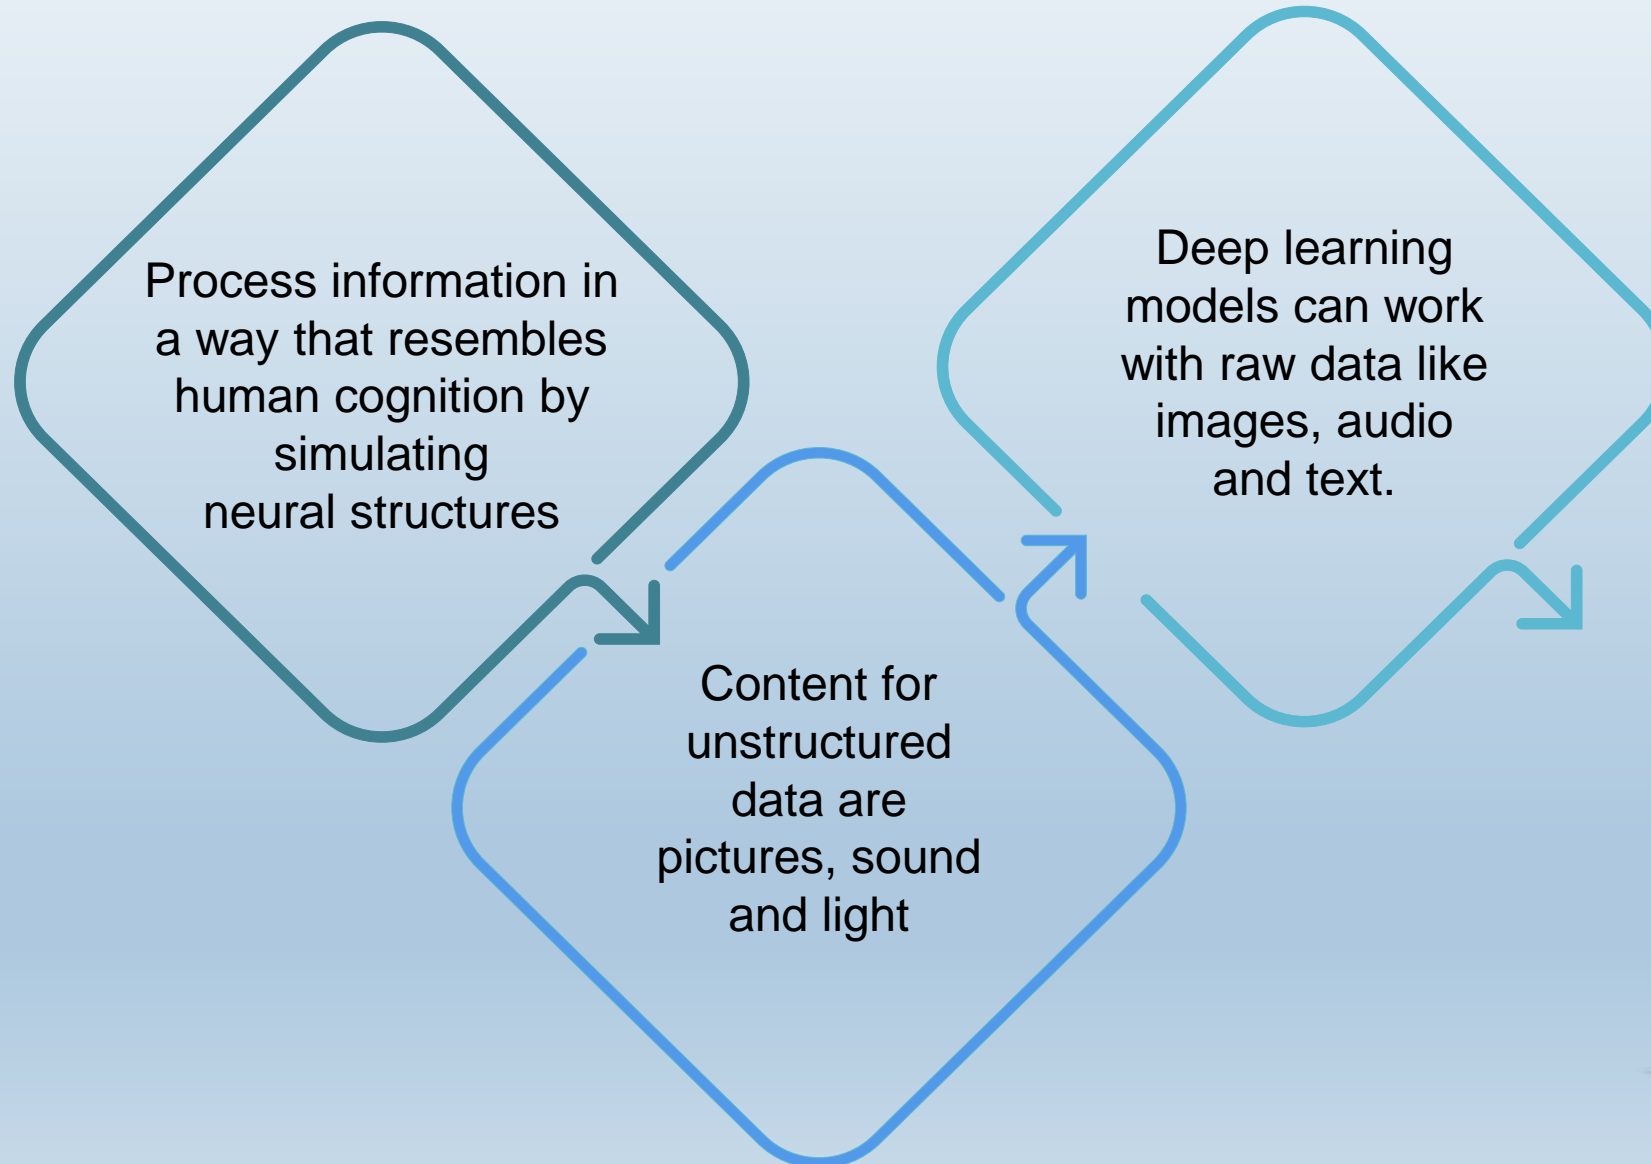 Process information in
a way that resembles
human cognition by
simulating
neural structures
Content for
unstructured
data are
pictures, sound
and light
Deep learning
models can work
with raw data like
images, audio
and text.